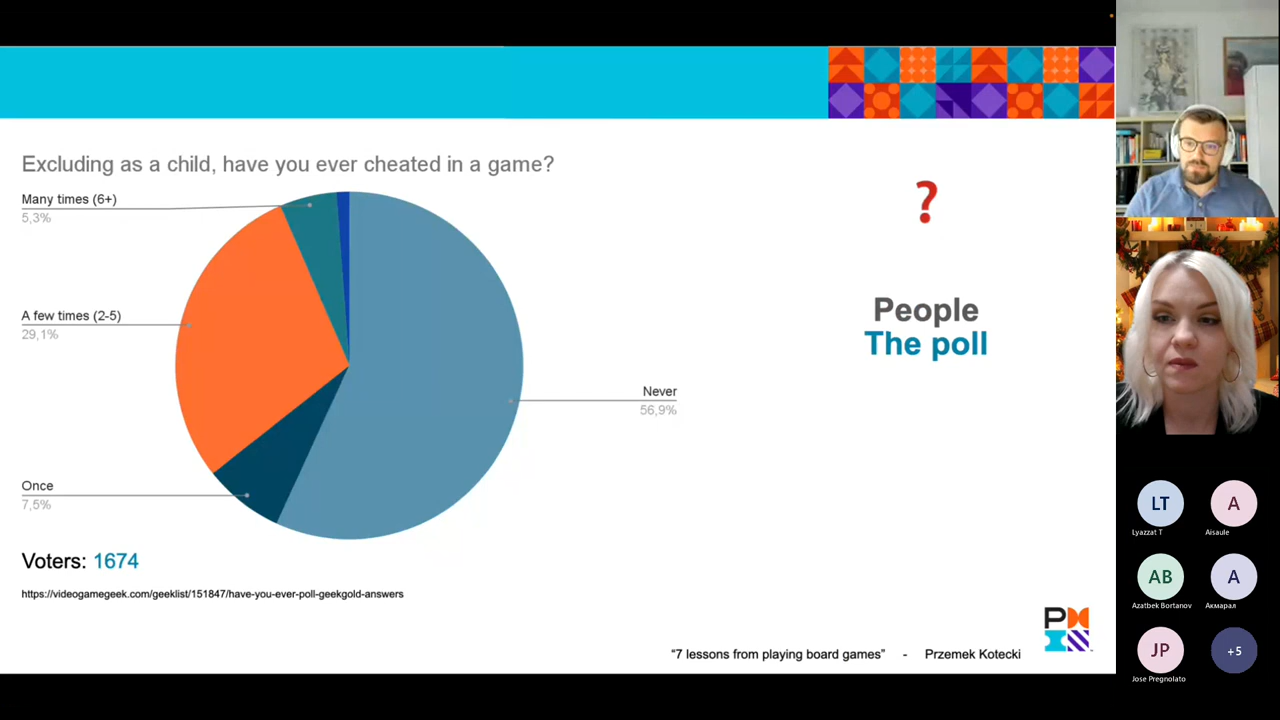 Excluding as a child, have you ever cheated in a game?
Many times (6+)
5,3%
A few times (2-5)
29,1%
Never
56,9%
Once
7,5%
Voters: 1674
https://videogamegeek.com/geeklist/151847/have-you-ever-poll-geekgold-answers
?
People
The poll
"7 lessons from playing board games" - Przemek Kotecki
PMI
LT
Lyazzat T
A
Aisaule
AB
Azatbek Bortanov
A
Акмарал
JP
Jose Pregnolato
+5